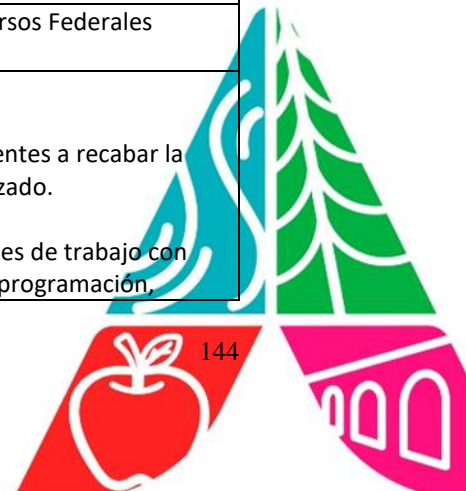 rsos Federales
entes a recabar la
zado.
es de trabajo con
programación,
144